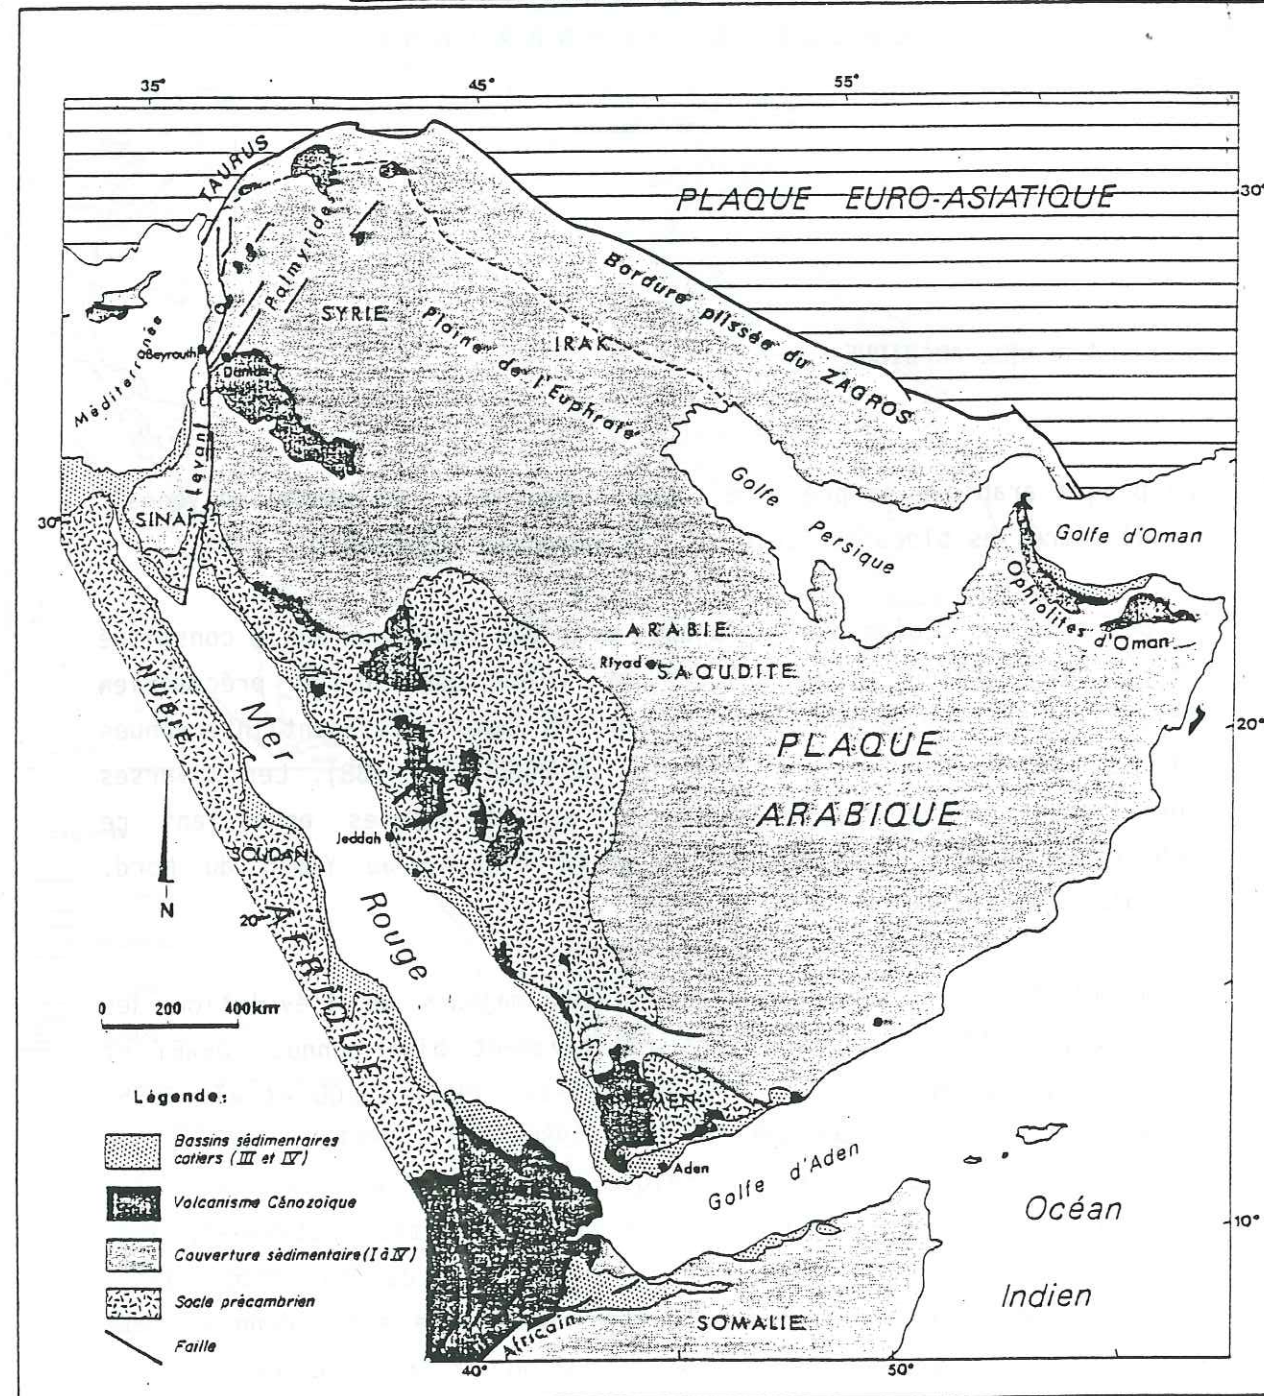 35°
45°
55°
TAURUS
PLAQUE EURO-ASIATIQUE
30°
Palmyrides
Bordure plissée du ZAGROS
SYRIE
Plaine de l'Euphrate
IRAK
Méditerranée
Beyrouth
Damas
Levant
Golfe Persique
Golfe d'Oman
30°
SINAI
Ophiolites d'Oman
ARABIE
Riyad
SAOUDITE
NUBIE
Mer Rouge
20°
PLAQUE
ARABIQUE
Jeddah
SOUDAN
N
20°
AFRIQUE
0 200 400km
Légende:
Bassins sédimentaires
cotiers (III et IV)
Volcanisme Cénozoïque
Couverture sédimentaire (I à IV)
Socle précambrien
Faille
YEMEN
Aden
Golfe d'Aden
Océan
Indien
10°
SOMALIE
Africain
40°
50°